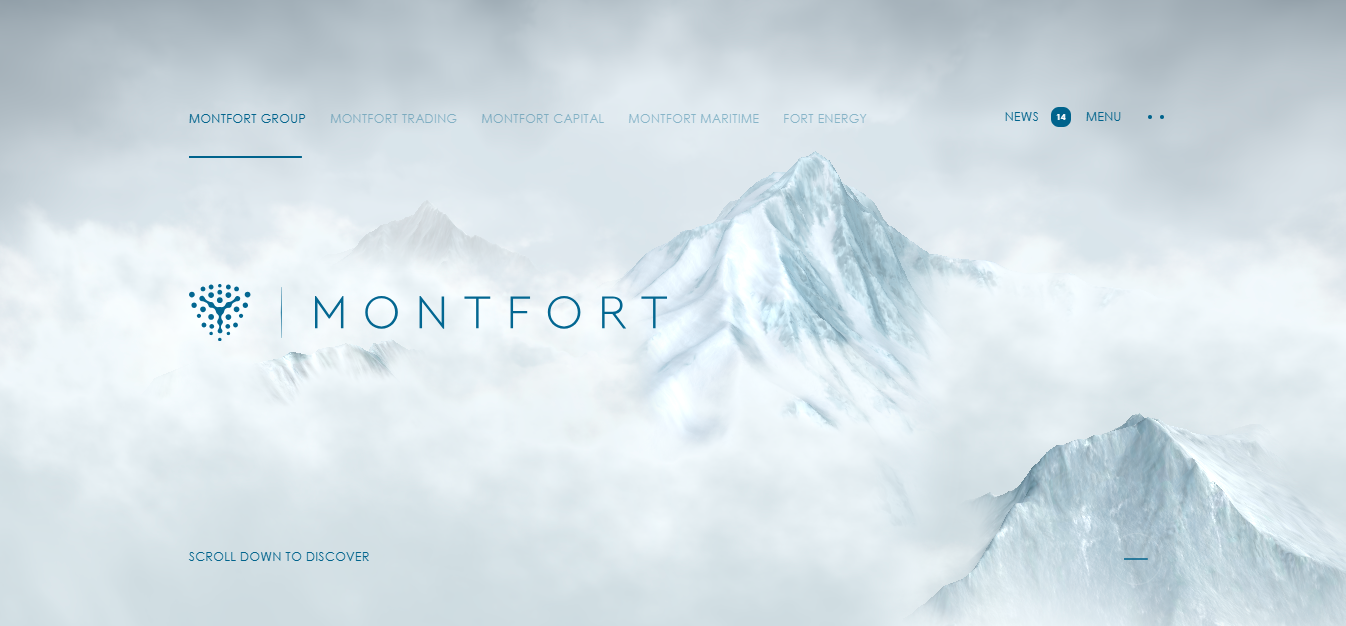 MONTFORT GROUP MONTFORT TRADING MONTFORT CAPITAL MONTFORT MARITIME FORT ENERGY NEWS 14 MENU
MONTFORT
SCROLL DOWN TO DISCOVER